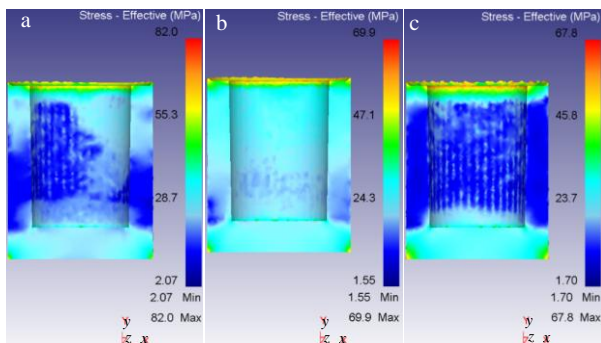 a
Stress - Effective (MPa)
82.0
55.3
28.7
2.07
2.07 Min
82.0 Max
y
z x
b
Stress - Effective (MPa)
69.9
47.1
24.3
1.55
1.55 Min
69.9 Max
y
z x
c
Stress - Effective (MPa)
67.8
45.8
23.7
1.70
1.70 Min
67.8 Max
y
z x